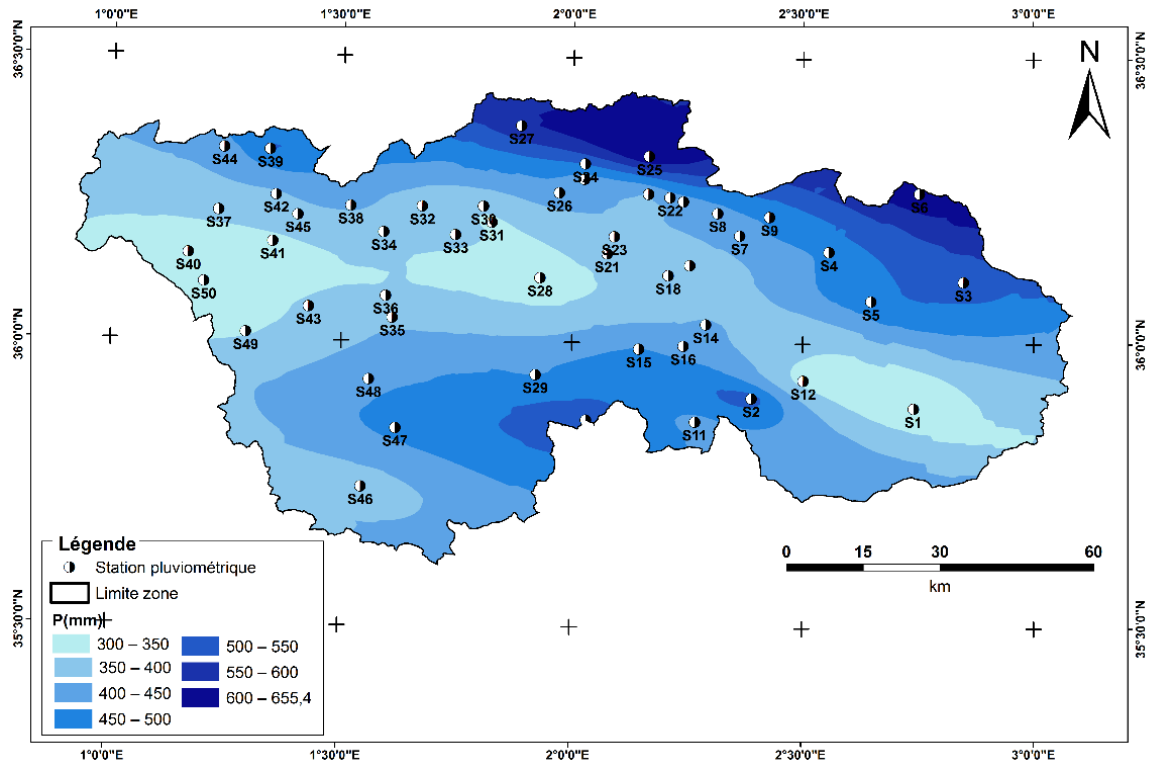 1°0'0"E 1°30'0"E 2°0'0"E 2°30'0"E 3°0'0"E
36°30'0"N
36°30'0"N
N
S27
S44
S39
S25
S24
S6
S42
S26
S37
S45
S38
S32
S30
S22
S8
S9
S31
S41
S34
S33
S23
S7
S40
S21
S4
S50
S28
S18
S3
S36
S43
S35
S5
S49
36°0'0"N
36°0'0"N
S14
S15
S16
S48
S29
S12
S2
S1
S47
S11
S46
Légende
Station pluviométrique
Limite zone
P(mm)
300 – 350
350 – 400
400 – 450
450 – 500
500 – 550
550 – 600
600 – 655,4
0 15 30 60
km
35°30'0"N
35°30'0"N
1°0'0"E 1°30'0"E 2°0'0"E 2°30'0"E 3°0'0"E